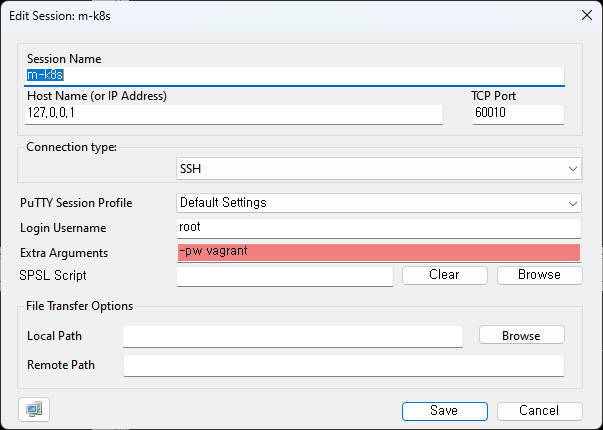 Edit Session: m-k8s
Session Name
m-k8s
Host Name (or IP Address) TCP Port
127.0.0.1 60010
Connection type:
SSH
PuTTY Session Profile Default Settings
Login Username root
Extra Arguments -pw vagrant
SPSL Script Clear Browse
File Transfer Options
Local Path Browse
Remote Path
Save Cancel